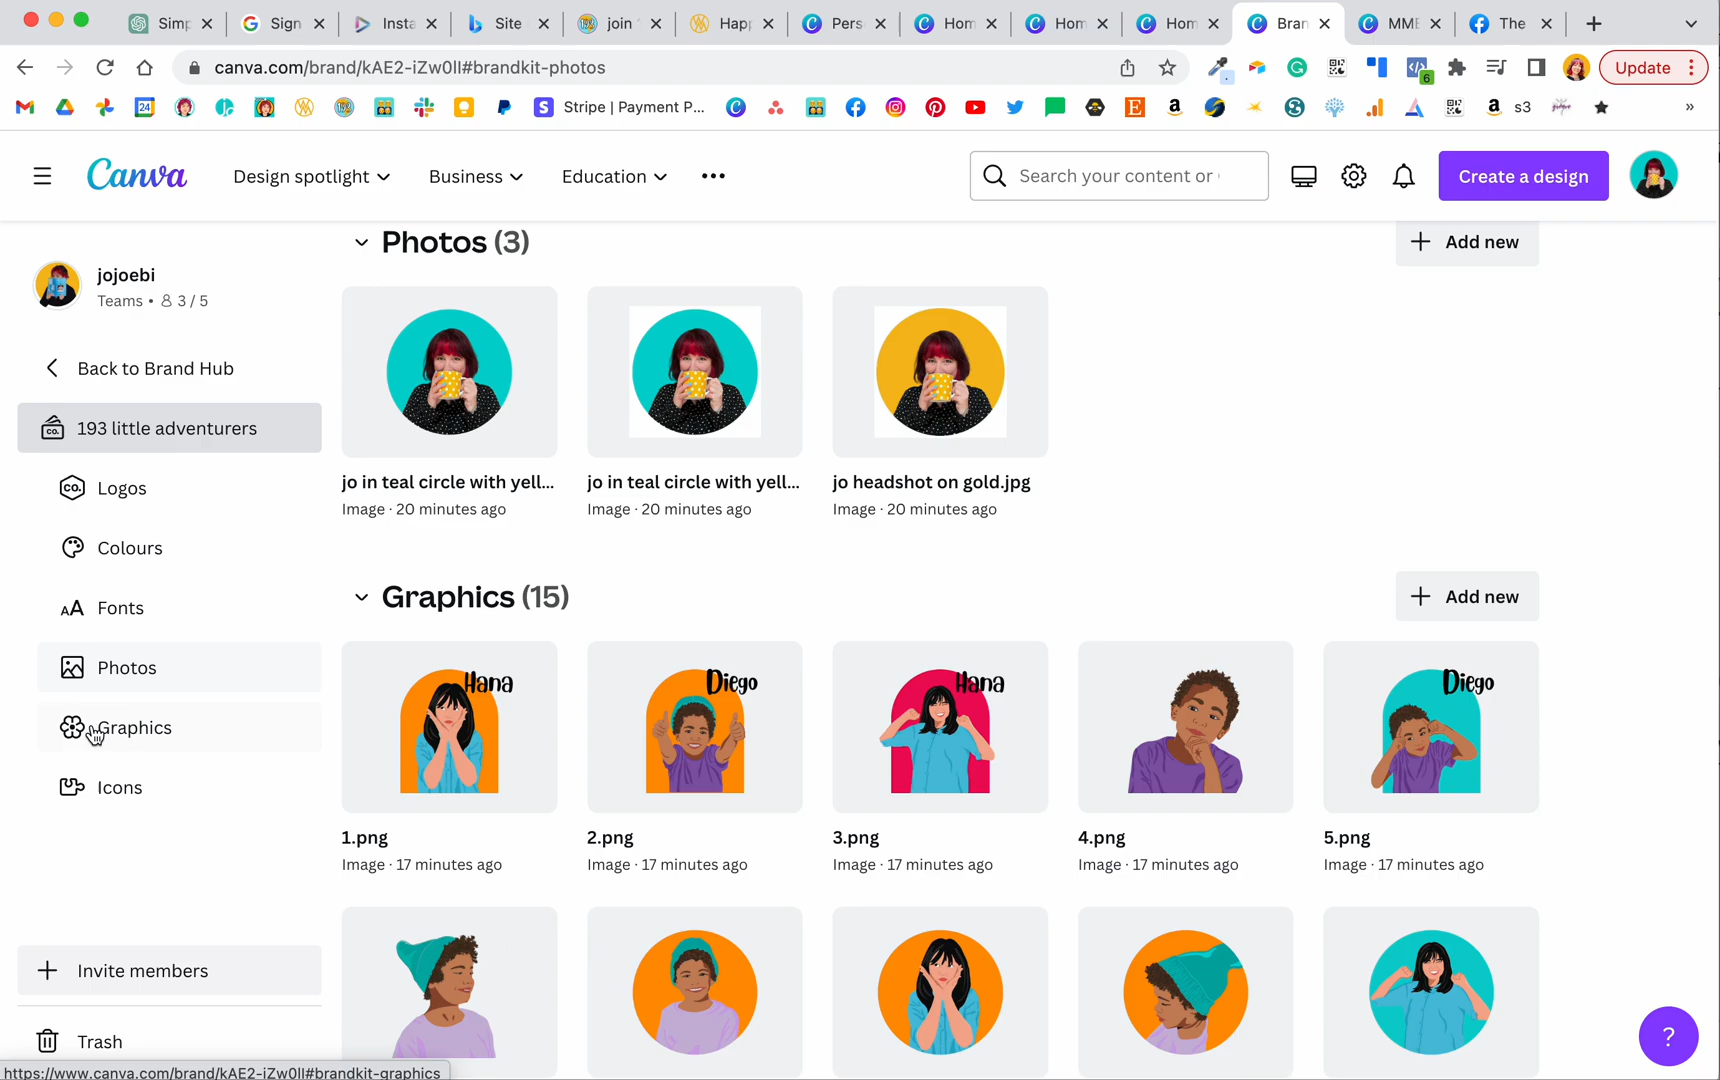 Simp
Sign
Insta
Site
join
Happ
Pers
Hom
Hom
Hom
Bran
MME
The
canva.com/brand/kAE2-iZw0lI#brandkit-photos
Update
6
24
Stripe | Payment P...
s3
»
Canva
Design spotlight
Business
Education
Search your content or
Create a design
jojoebi
Teams • 3 / 5
Back to Brand Hub
CO.
193 little adventurers
CO.
Logos
Colours
AA
Fonts
Photos
Graphics
Icons
Invite members
Trash
Photos (3)
+ Add new
jo in teal circle with yell...
Image · 20 minutes ago
jo in teal circle with yell...
Image · 20 minutes ago
jo headshot on gold.jpg
Image · 20 minutes ago
Graphics (15)
+ Add new
Hana
Diego
Hana
Diego
1.png
Image · 17 minutes ago
2.png
Image · 17 minutes ago
3.png
Image · 17 minutes ago
4.png
Image · 17 minutes ago
5.png
Image · 17 minutes ago
?
https://www.canva.com/brand/kAE2-iZw0lI#brandkit-graphics